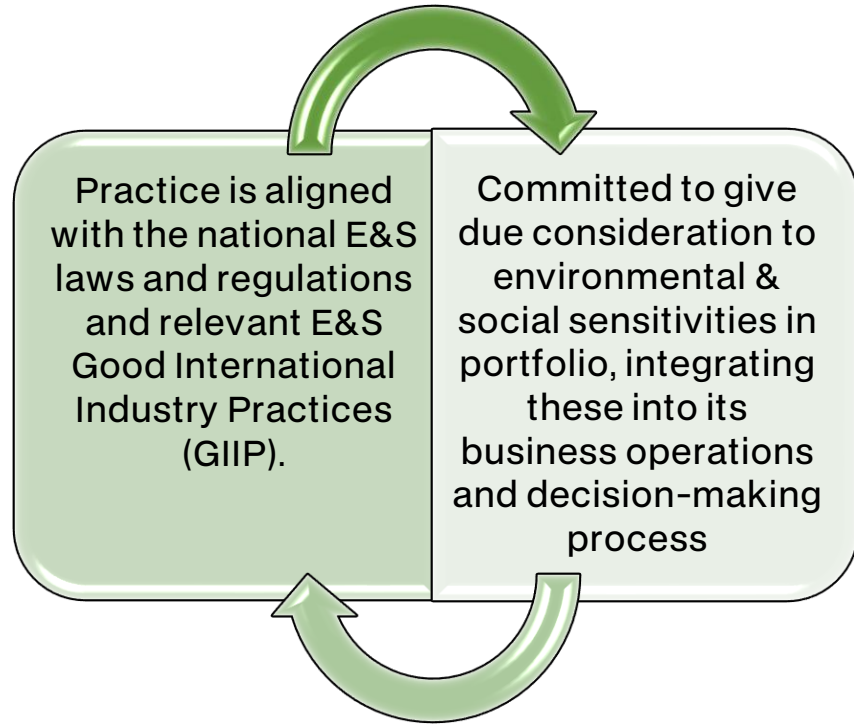 Practice is aligned
with the national E&S
laws and regulations
and relevant E&S
Good International
Industry Practices
(GIIP).
Committed to give
due consideration to
environmental &
social sensitivities in
portfolio, integrating
these into its
business operations
and decision-making
process